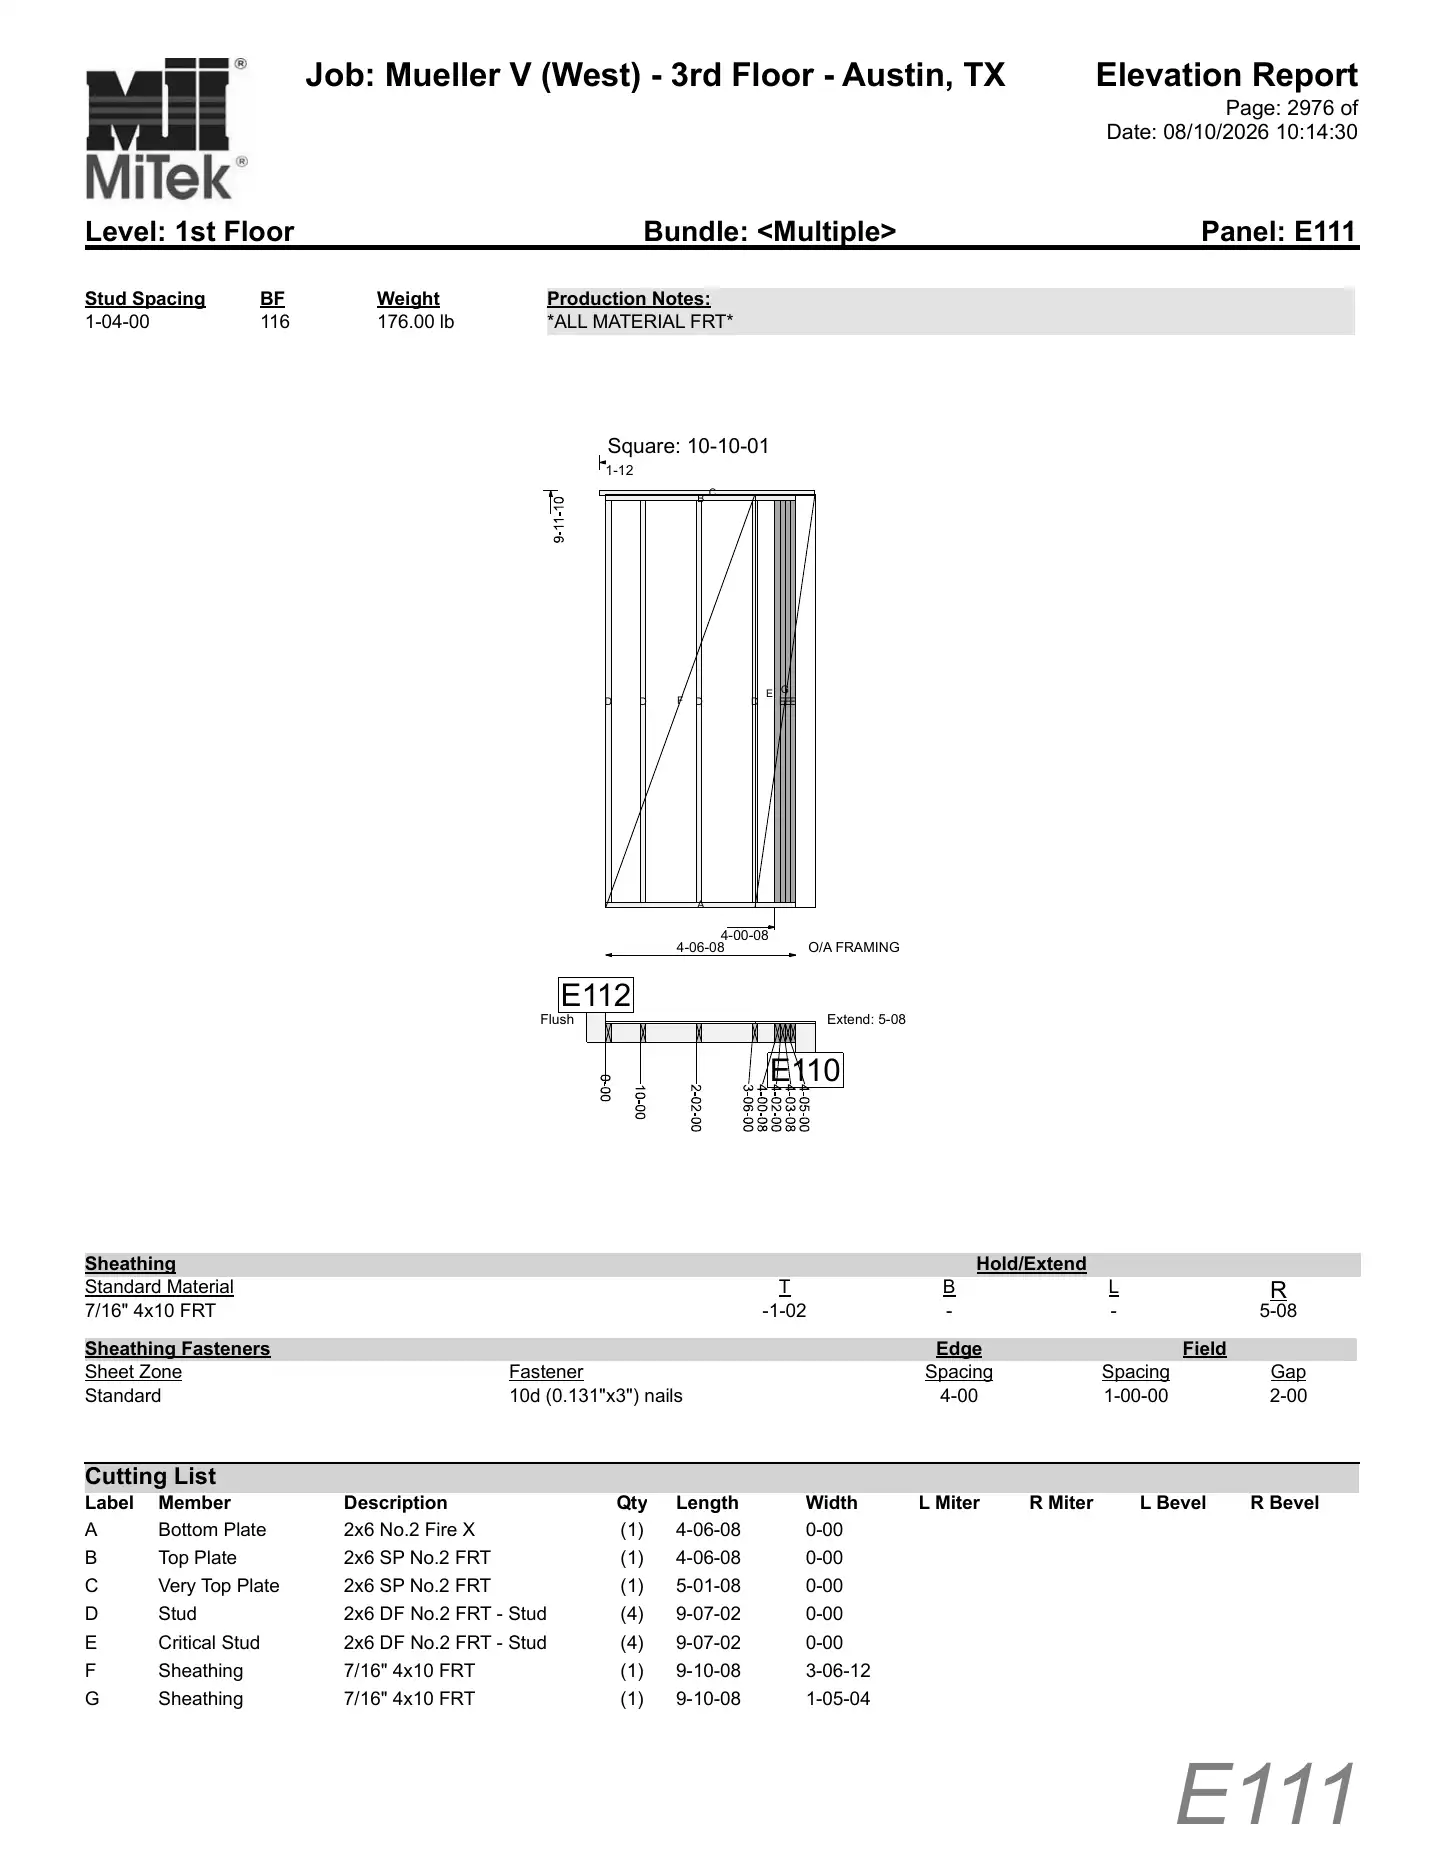 Job: Mueller V (West) - 3rd Floor - Austin, TX
Elevation Report
Page: 2976 of
Date: 08/10/2026 10:14:30
MiTek®
Level: 1st Floor Bundle: <Multiple> Panel: E111
Stud Spacing BF Weight Production Notes:
1-04-00 116 176.00 lb *ALL MATERIAL FRT*
Square: 10-10-01
1-12
C
B
9-11-10
E G
D D F D D
A
4-00-08
4-06-08 O/A FRAMING
E112
Flush Extend: 5-08
E110
0-00 10-00 2-02-00 3-06-00 4-00-08 4-02-00 4-03-08 4-05-00
Sheathing Hold/Extend
Standard Material T B L R
7/16" 4x10 FRT -1-02 - - 5-08
Sheathing Fasteners Edge Field
Sheet Zone Fastener Spacing Spacing Gap
Standard 10d (0.131"x3") nails 4-00 1-00-00 2-00
Cutting List
Label Member Description Qty Length Width L Miter R Miter L Bevel R Bevel
A Bottom Plate 2x6 No.2 Fire X (1) 4-06-08 0-00
B Top Plate 2x6 SP No.2 FRT (1) 4-06-08 0-00
C Very Top Plate 2x6 SP No.2 FRT (1) 5-01-08 0-00
D Stud 2x6 DF No.2 FRT - Stud (4) 9-07-02 0-00
E Critical Stud 2x6 DF No.2 FRT - Stud (4) 9-07-02 0-00
F Sheathing 7/16" 4x10 FRT (1) 9-10-08 3-06-12
G Sheathing 7/16" 4x10 FRT (1) 9-10-08 1-05-04
E111